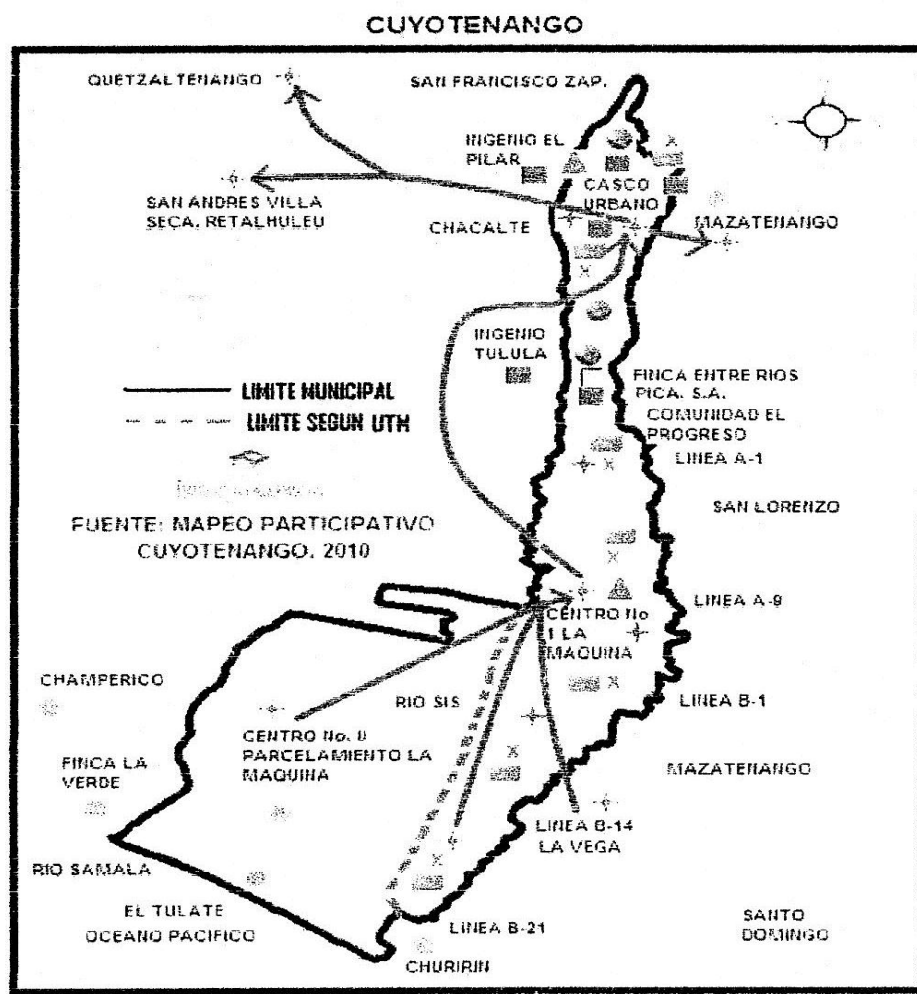 CUYOTENANGO
QUETZALTENANGO
SAN FRANCISCO ZAP.
INGENIO EL
PILAR
CASCO
URBANO
SAN ANDRES VILLA
SECA, RETALHULEU
CHACALTE
MAZATENANGO
INGENIO
TULULA
FINCA ENTRE RIOS
PICA. S.A.
COMUNIDAD EL
PROGRESO
LINEA A-1
LIMITE MUNICIPAL
LIMITE SEGUN UTM
SAN LORENZO
FUENTE: MAPEO PARTICIPATIVO
CUYOTENANGO. 2010
LINEA A-9
CENTRO No
1 LA
MAQUINA
CHAMPERICO
RIO SIS
LINEA B-1
CENTRO No. II
PARCELAMIENTO LA
MAQUINA
FINCA LA
VERDE
MAZATENANGO
LINEA B-14
LA VEGA
RIO SAMALA
EL TULATE
OCEANO PACIFICO
LINEA B-21
SANTO
DOMINGO
CHURIRIN